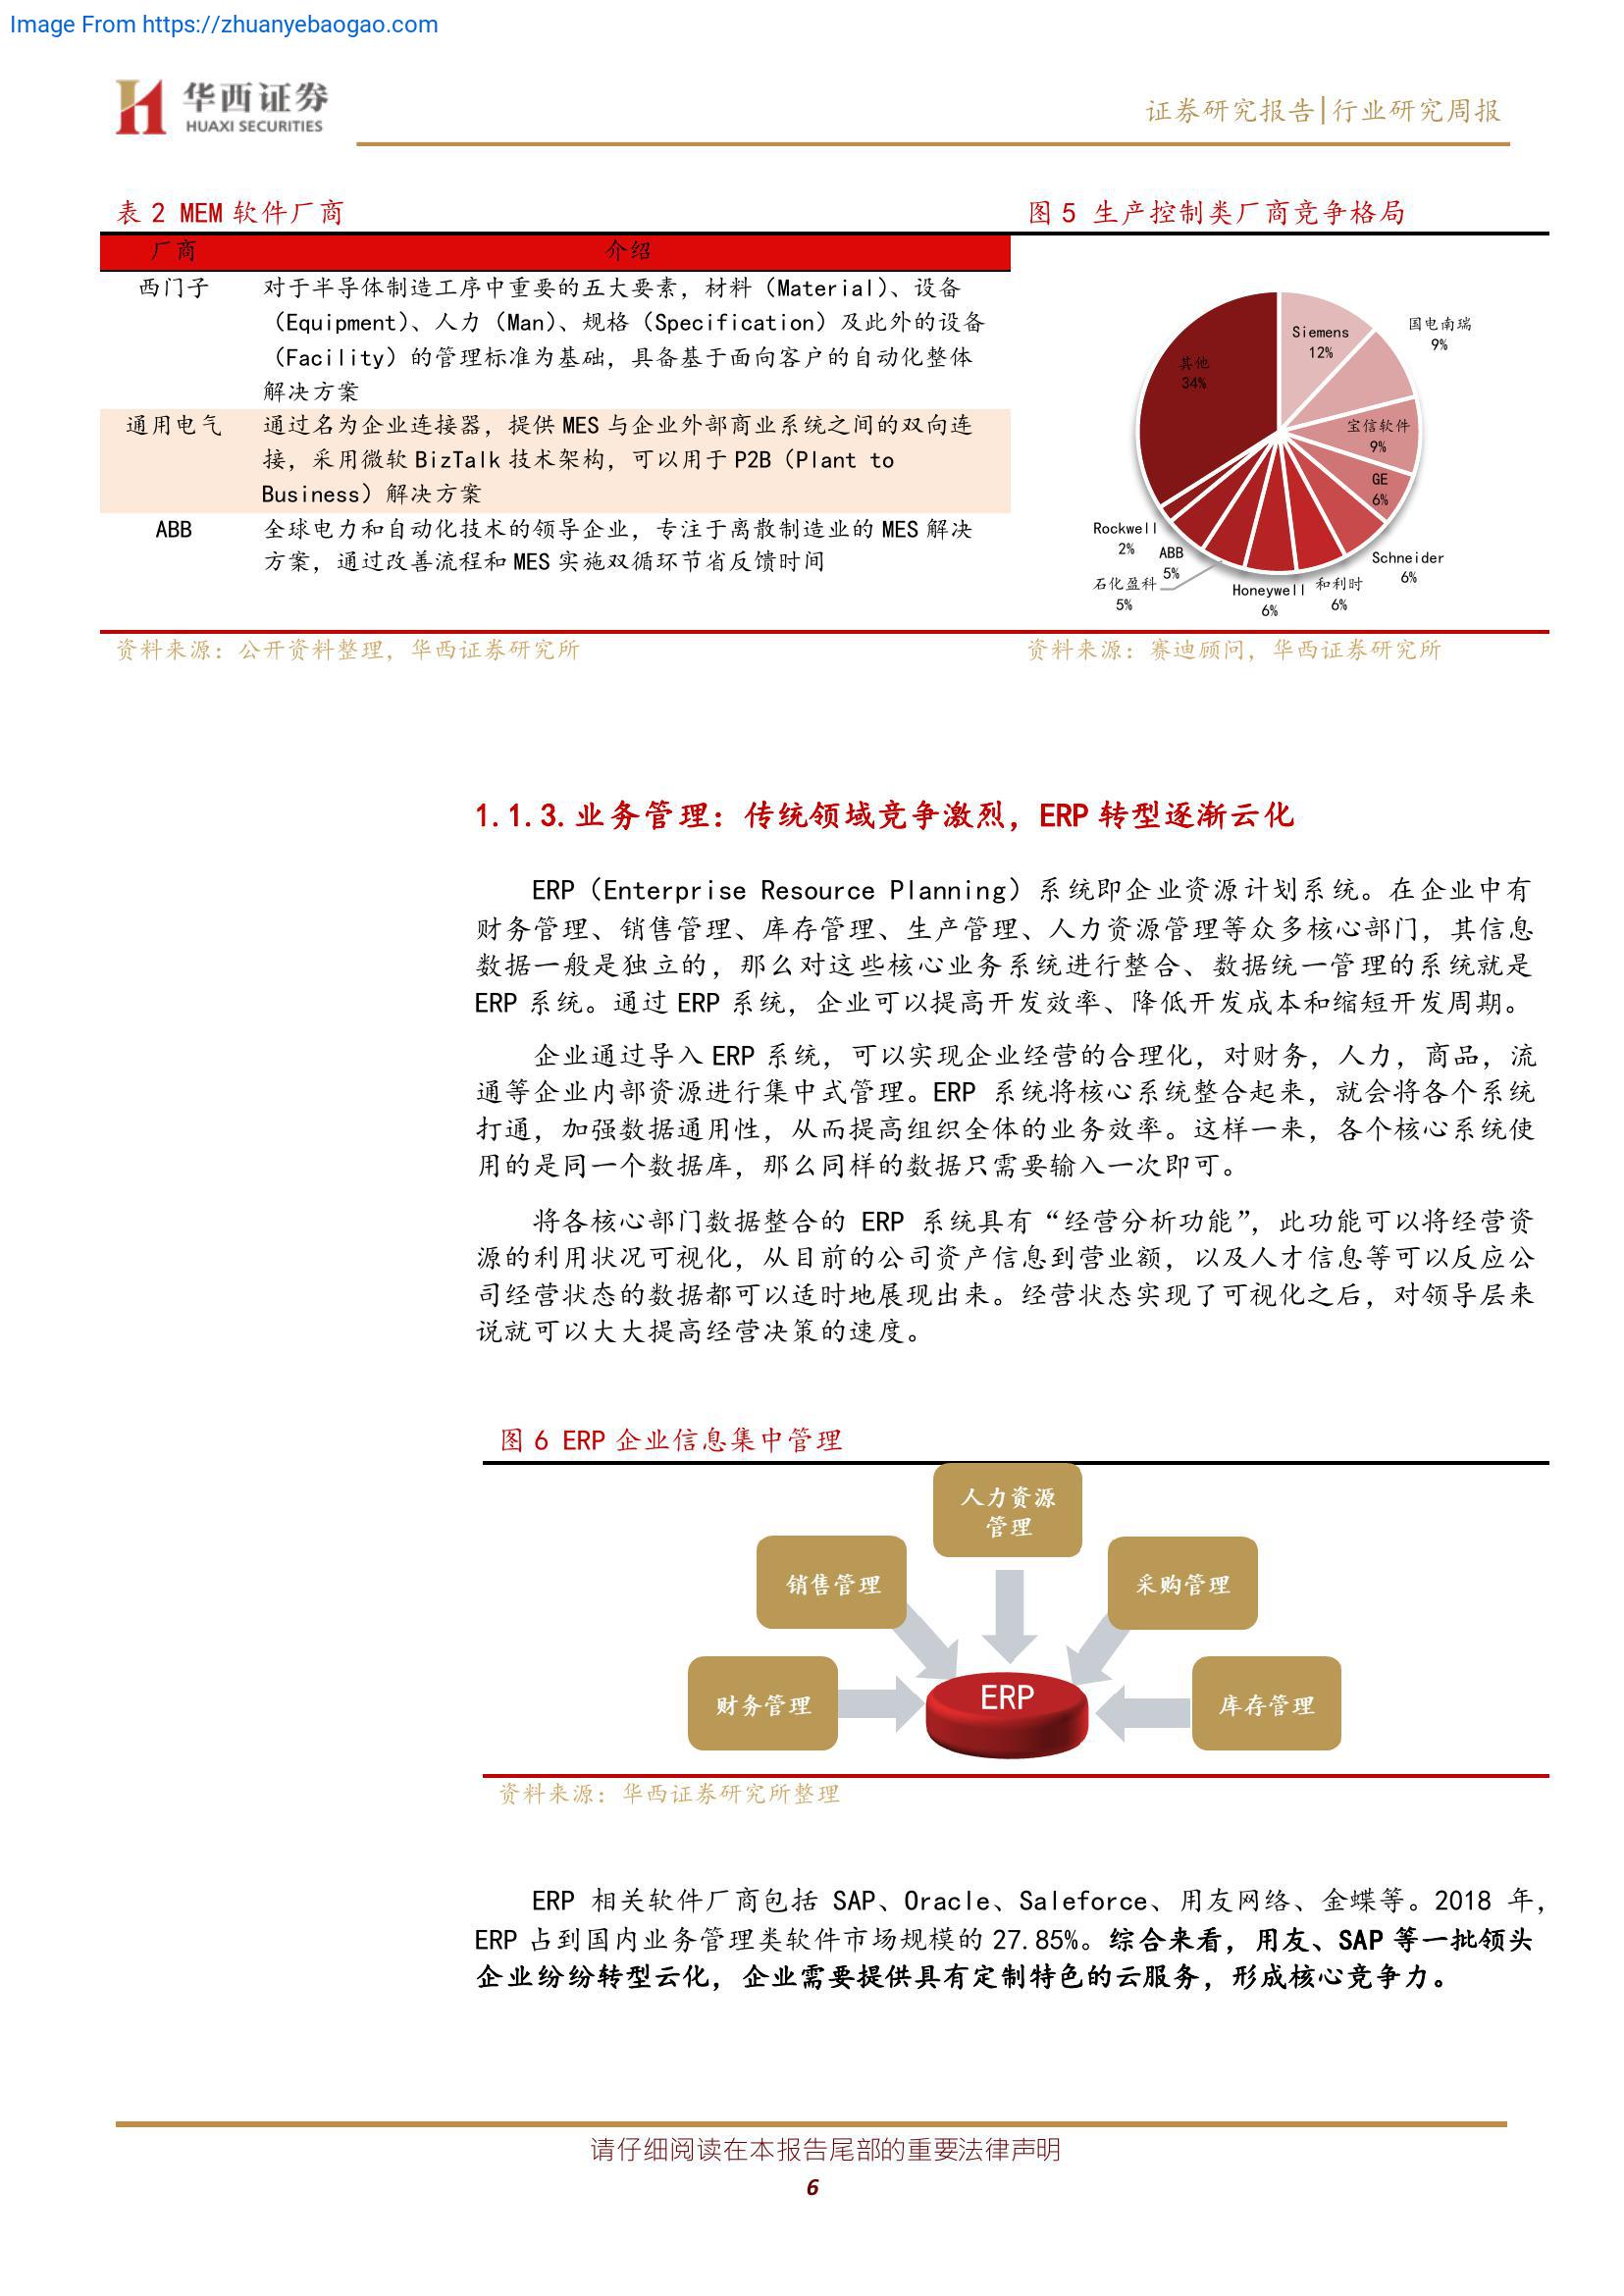 Image From https://zhuanyebaogao.com
华西证券
HUAXI SECURITIES
证券研究报告|行业研究周报
表 2 MEM 软件厂商
厂商 介绍
西门子 对于半导体制造工序中重要的五大要素，材料（Material）、设备
（Equipment）、人力（Man）、规格（Specification）及此外的设备
（Facility）的管理标准为基础，具备基于面向客户的自动化整体
解决方案
通用电气 通过名为企业连接器，提供 MES 与企业外部商业系统之间的双向连
接，采用微软 BizTalk 技术架构，可以用于 P2B（Plant to
Business）解决方案
ABB 全球电力和自动化技术的领导企业，专注于离散制造业的 MES 解决
方案，通过改善流程和 MES 实施双循环节省反馈时间
资料来源：公开资料整理，华西证券研究所
图 5 生产控制类厂商竞争格局
Siemens
12%
国电南瑞
9%
宝信软件
9%
GE
6%
Schneider
6%
和利时
6%
Honeywell
6%
石化盈科
5%
ABB
5%
Rockwell
2%
其他
34%
资料来源：赛迪顾问，华西证券研究所
1.1.3.业务管理：传统领域竞争激烈，ERP 转型逐渐云化
ERP（Enterprise Resource Planning）系统即企业资源计划系统。在企业中有
财务管理、销售管理、库存管理、生产管理、人力资源管理等众多核心部门，其信息
数据一般是独立的，那么对这些核心业务系统进行整合、数据统一管理的系统就是
ERP 系统。通过 ERP 系统，企业可以提高开发效率、降低开发成本和缩短开发周期。
企业通过导入 ERP 系统，可以实现企业经营的合理化，对财务，人力，商品，流
通等企业内部资源进行集中式管理。ERP 系统将核心系统整合起来，就会将各个系统
打通，加强数据通用性，从而提高组织全体的业务效率。这样一来，各个核心系统使
用的是同一个数据库，那么同样的数据只需要输入一次即可。
将各核心部门数据整合的 ERP 系统具有“经营分析功能”，此功能可以将经营资
源的利用状况可视化，从目前的公司资产信息到营业额，以及人才信息等可以反应公
司经营状态的数据都可以适时地展现出来。经营状态实现了可视化之后，对领导层来
说就可以大大提高经营决策的速度。
图 6 ERP 企业信息集中管理
人力资源
管理
销售管理
采购管理
财务管理
ERP
库存管理
资料来源：华西证券研究所整理
ERP 相关软件厂商包括 SAP、Oracle、Saleforce、用友网络、金蝶等。2018 年，
ERP 占到国内业务管理类软件市场规模的 27.85%。综合来看，用友、SAP 等一批领头
企业纷纷转型云化，企业需要提供具有定制特色的云服务，形成核心竞争力。
请仔细阅读在本报告尾部的重要法律声明
6